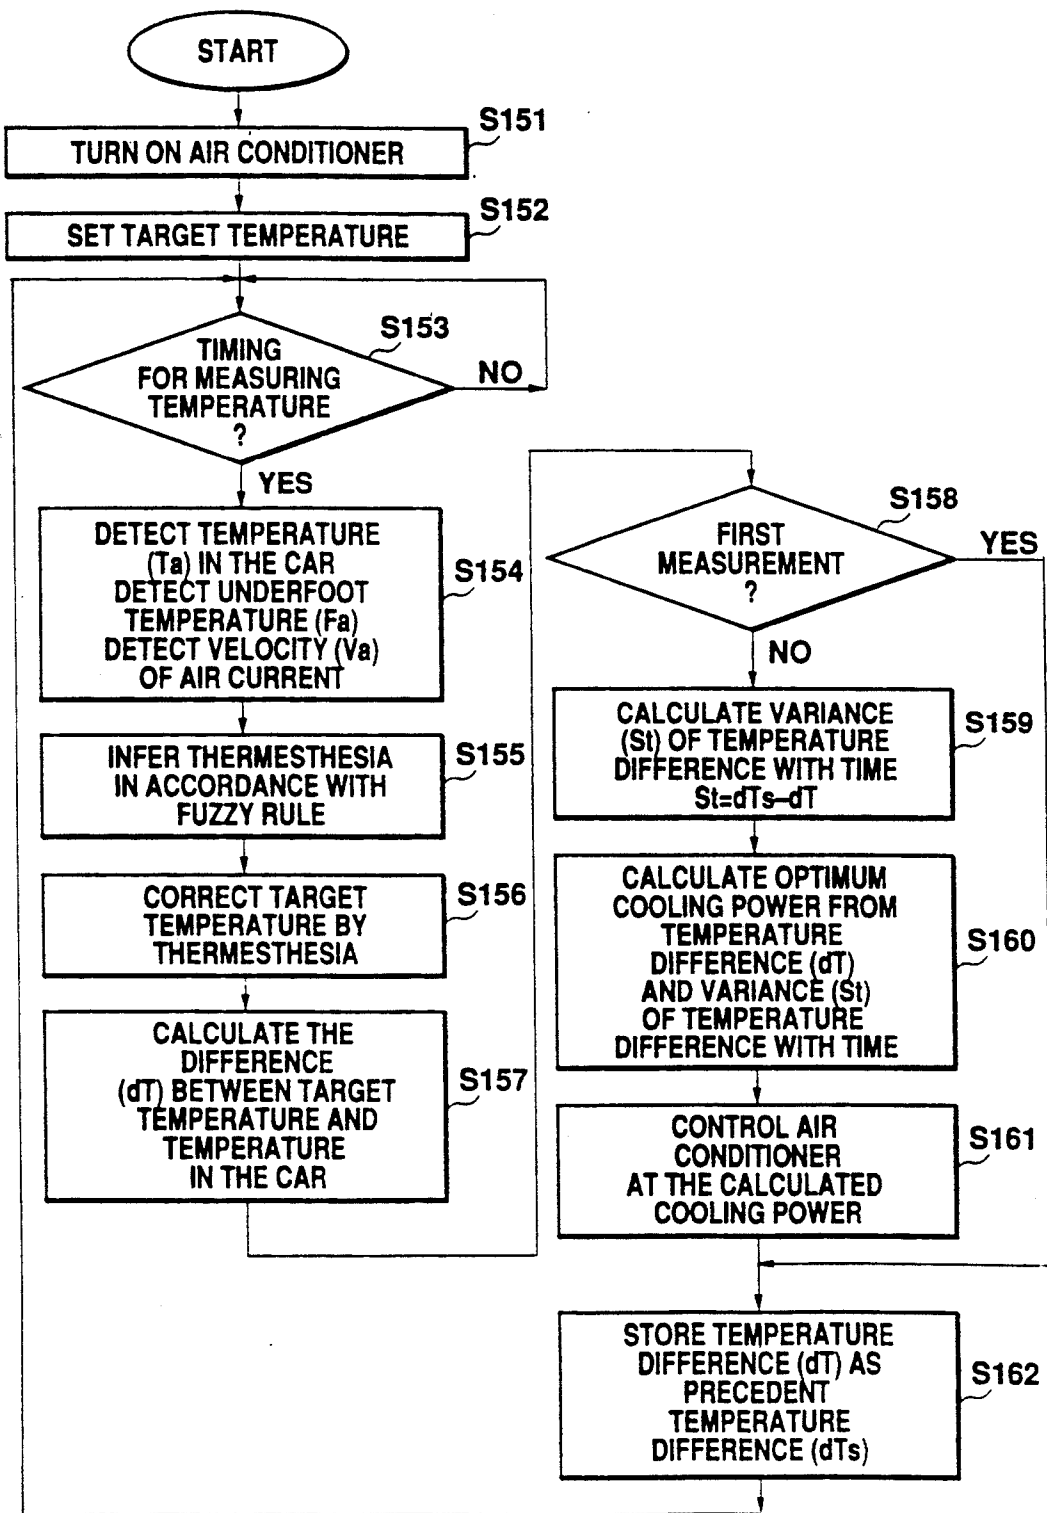 START
S151
TURN ON AIR CONDITIONER
S152
SET TARGET TEMPERATURE
S153
TIMING
FOR MEASURING
TEMPERATURE
?
NO
YES
DETECT TEMPERATURE
(Ta) IN THE CAR
DETECT UNDERFOOT
TEMPERATURE (Fa)
DETECT VELOCITY (Va)
OF AIR CURRENT
S154
INFER THERMESTHESIA
IN ACCORDANCE WITH
FUZZY RULE
S155
CORRECT TARGET
TEMPERATURE BY
THERMESTHESIA
S156
CALCULATE THE
DIFFERENCE
(dT) BETWEEN TARGET
TEMPERATURE AND
TEMPERATURE
IN THE CAR
S157
S158
FIRST
MEASUREMENT
?
YES
NO
CALCULATE VARIANCE
(St) OF TEMPERATURE
DIFFERENCE WITH TIME
St=dTs–dT
S159
CALCULATE OPTIMUM
COOLING POWER FROM
TEMPERATURE
DIFFERENCE (dT)
AND VARIANCE (St)
OF TEMPERATURE
DIFFERENCE WITH TIME
S160
CONTROL AIR
CONDITIONER
AT THE CALCULATED
COOLING POWER
S161
STORE TEMPERATURE
DIFFERENCE (dT) AS
PRECEDENT
TEMPERATURE
DIFFERENCE (dTs)
S162